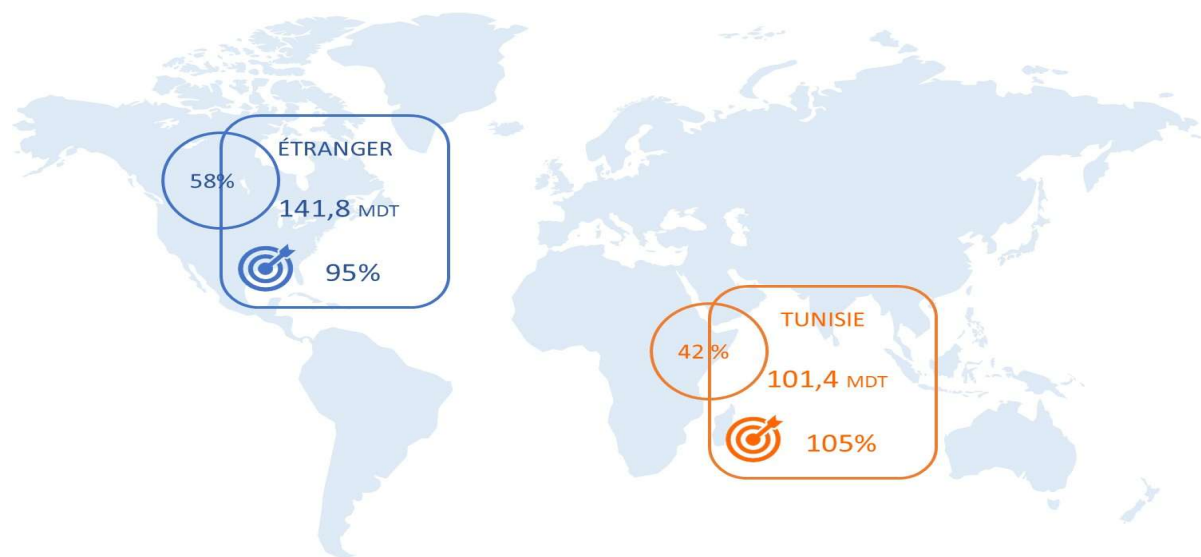 ÉTRANGER
58%
141,8 MDT
95%
TUNISIE
42 %
101,4 MDT
105%